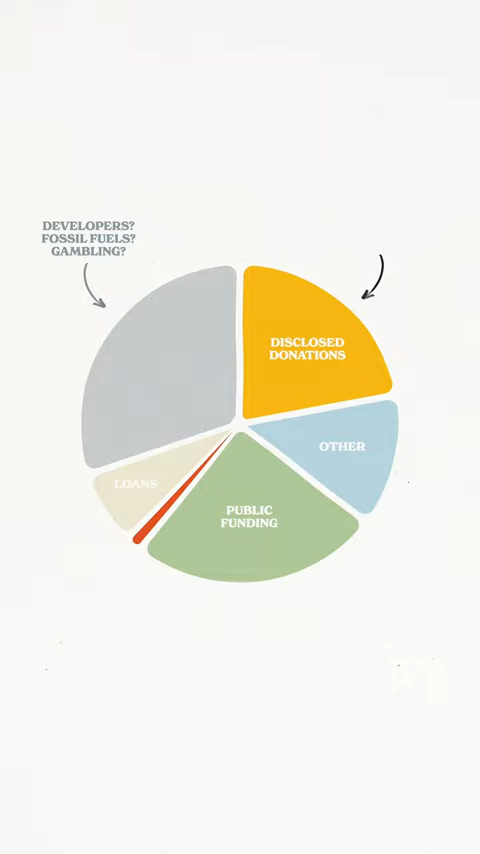 DEVELOPERS?
FOSSIL FUELS?
GAMBLING?
DISCLOSED
DONATIONS
OTHER
LOANS
PUBLIC
FUNDING